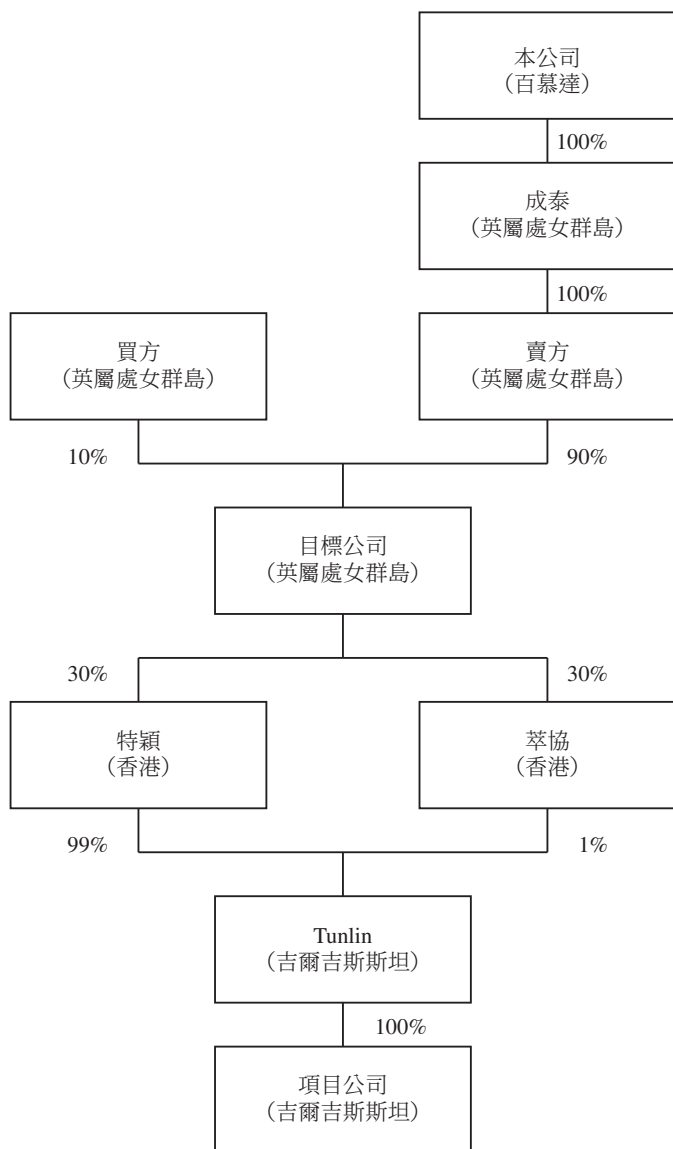 本公司
（百慕達）
100%
成泰
（英屬處女群島）
100%
買方
（英屬處女群島）
賣方
（英屬處女群島）
10%
90%
目標公司
（英屬處女群島）
30%
30%
特穎
（香港）
萃協
（香港）
99%
1%
Tunlin
（吉爾吉斯斯坦）
100%
項目公司
（吉爾吉斯斯坦）